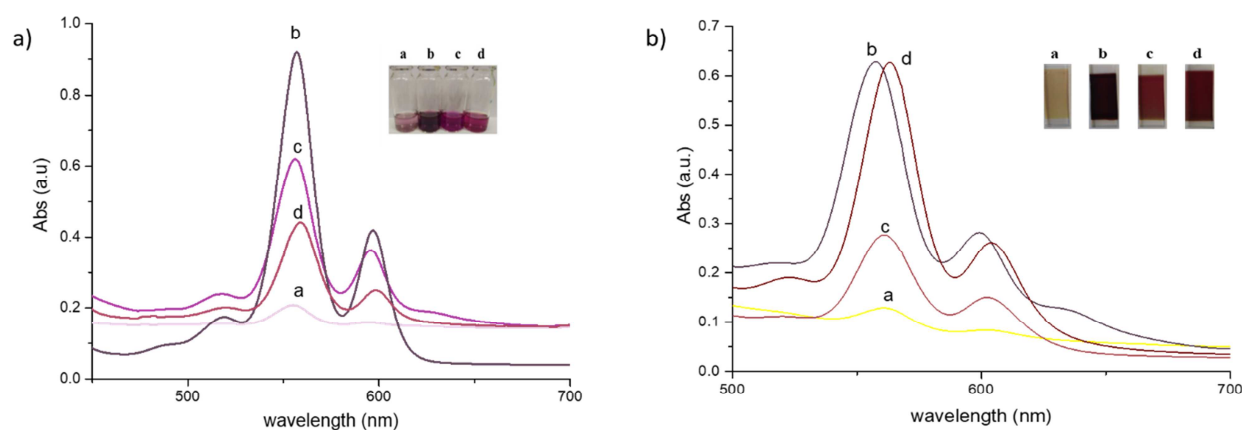 a)
1.0
0.8
0.6
0.4
0.2
0.0
Abs (a.u)
500
600
700
wavelength (nm)
b
c
d
a
a b c d
b)
0.7
0.6
0.5
0.4
0.3
0.2
0.1
0.0
Abs (a.u.)
500
600
700
wavelength (nm)
b
d
c
a
a b c d